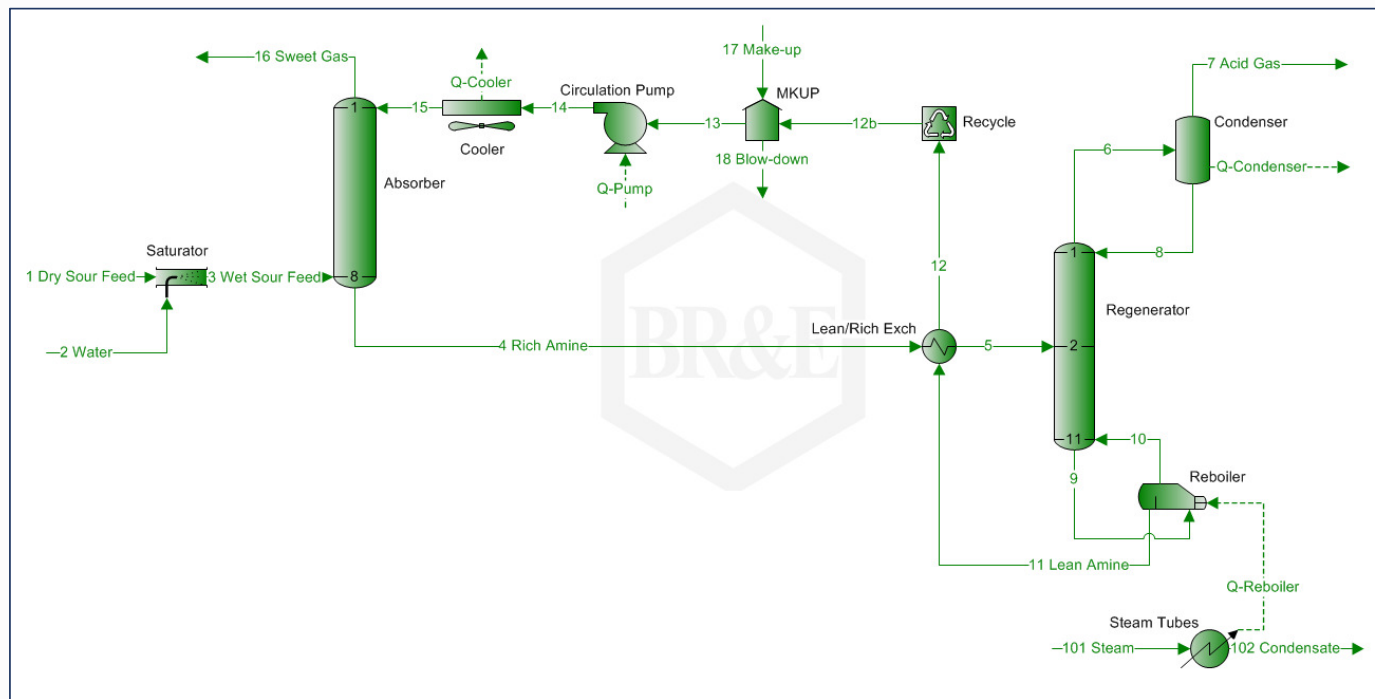 16 Sweet Gas
17 Make-up
7 Acid Gas
Q-Cooler
Circulation Pump
MKUP
Condenser
1
15
14
13
12b
Recycle
Cooler
6
18 Blow-down
Q-Condenser
Absorber
Q-Pump
Saturator
1
8
12
1 Dry Sour Feed
3 Wet Sour Feed
8
Regenerator
Lean/Rich Exch
BR&E
2 Water
4 Rich Amine
5
2
11
10
9
Reboiler
11 Lean Amine
Q-Reboiler
Steam Tubes
101 Steam
102 Condensate